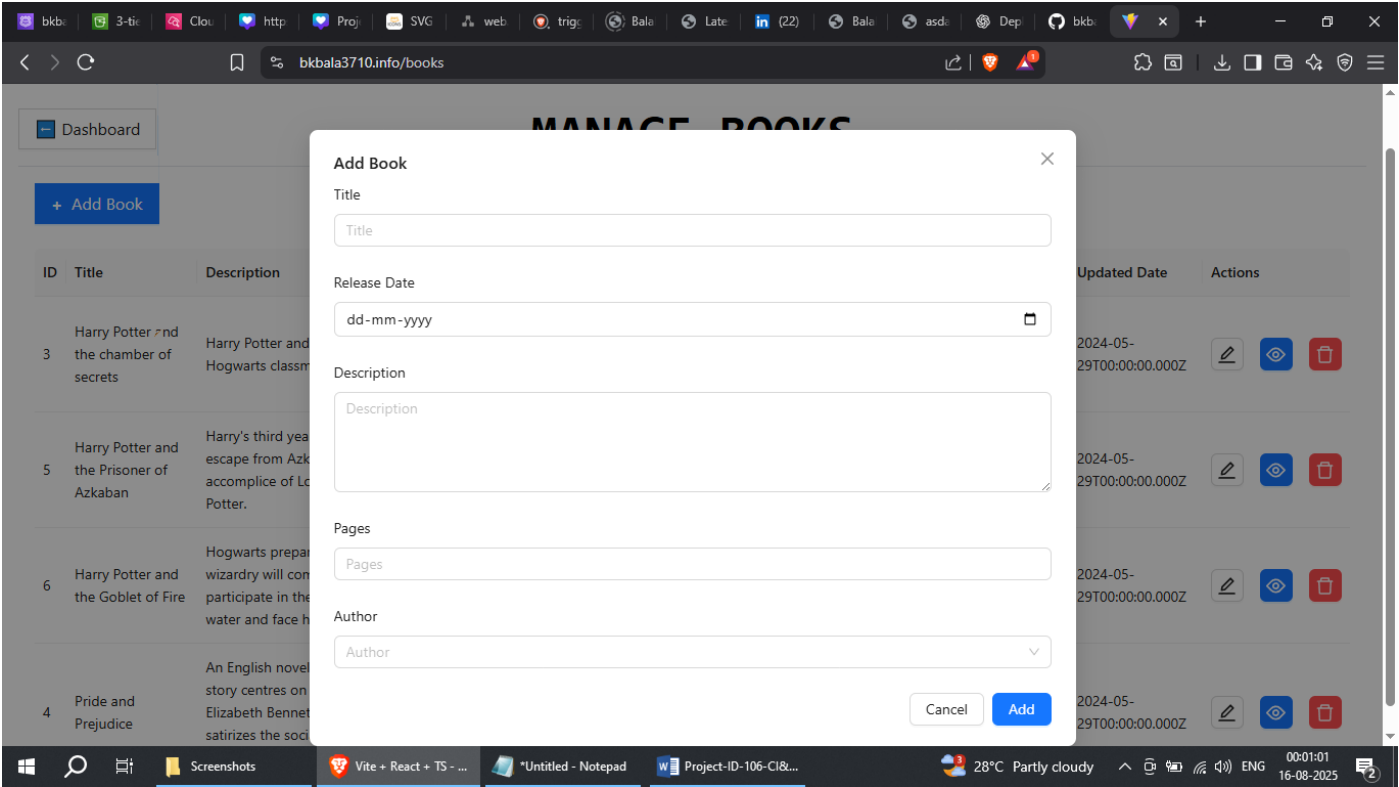 bkba
3-tie
Clou
http
Proj
SVG
web
trigg
Bala
Late
in (22)
Bala
asda
Dep
bkba
bkbala3710.info/books
1
Dashboard
MANAGE BOOKS
+ Add Book
ID Title Description Updated Date Actions
3
Harry Potter and
the chamber of
secrets
Harry Potter and
Hogwarts classm
2024-05-
29T00:00:00.000Z
5
Harry Potter and
the Prisoner of
Azkaban
Harry's third yea
escape from Azk
accomplice of Lo
Potter.
2024-05-
29T00:00:00.000Z
6
Harry Potter and
the Goblet of Fire
Hogwarts prepar
wizardry will com
participate in the
water and face h
2024-05-
29T00:00:00.000Z
4
Pride and
Prejudice
An English novel
story centres on
Elizabeth Bennet
satirizes the soci
2024-05-
29T00:00:00.000Z
Add Book
Title
Title
Release Date
dd-mm-yyyy
Description
Description
Pages
Pages
Author
Author
Cancel
Add
Screenshots
Vite + React + TS - ...
*Untitled - Notepad
Project-ID-106-CI&...
3
28°C Partly cloudy
ENG
00:01:01
16-08-2025
2